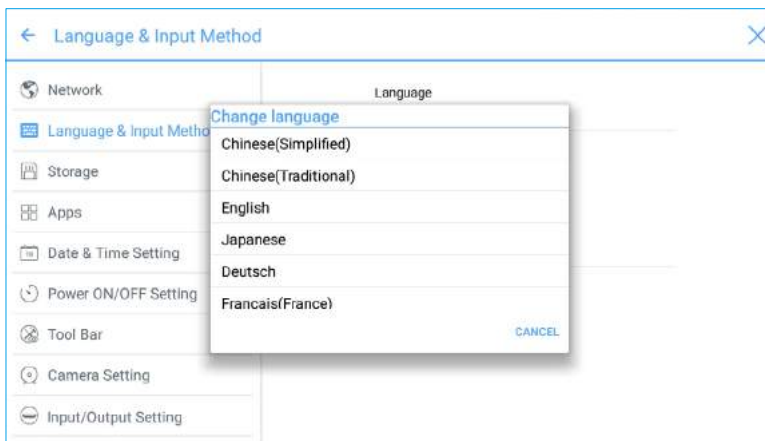 Language & Input Method
Network
Language & Input Metho
Storage
Apps
Date & Time Setting
Power ON/OFF Setting
Tool Bar
Camera Setting
Input/Output Setting
Language
Change language
Chinese(Simplified)
Chinese(Traditional)
English
Japanese
Deutsch
Francais(France)
CANCEL